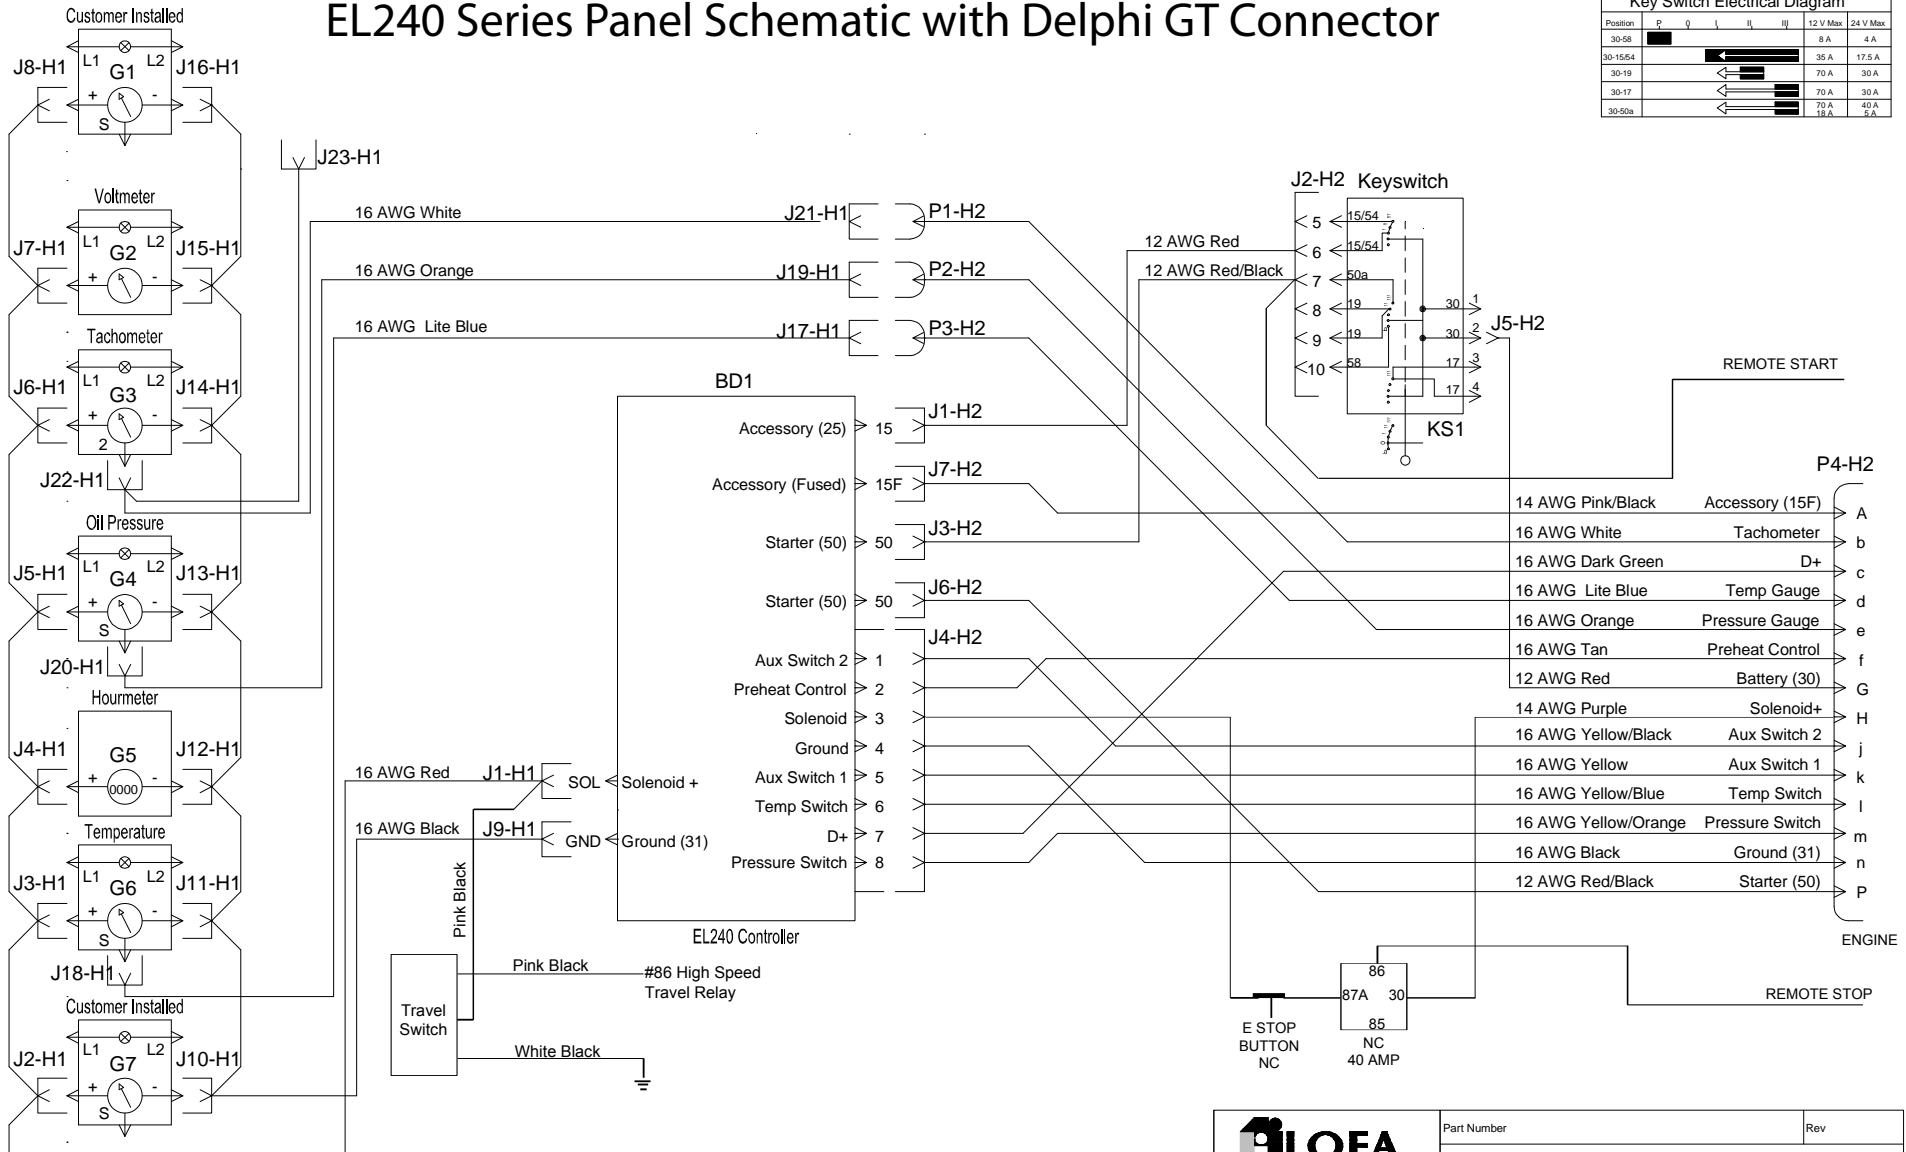 EL240 Series Panel Schematic with Delphi GT Connector
Key Switch Electrical Diagram
Position P 0 I II III 12 V Max 24 V Max
30-58 8 A 4 A
30-15/54 35 A 17.5 A
30-19 70 A 30 A
30-17 70 A 30 A
30-50a 70 A 40 A
18 A 5 A
Customer Installed
J8-H1 L1 G1 L2 J16-H1
+ -
S
J23-H1
Voltmeter
J7-H1 L1 G2 L2 J15-H1
+ -
Tachometer
J6-H1 L1 G3 L2 J14-H1
+ -
2
J22-H1
Oil Pressure
J5-H1 L1 G4 L2 J13-H1
+ -
S
J20-H1
Hourmeter
J4-H1 G5 J12-H1
+ -
0000
Temperature
J3-H1 L1 G6 L2 J11-H1
+ -
S
J18-H1
Customer Installed
J2-H1 L1 G7 L2 J10-H1
+ -
S
16 AWG White J21-H1 P1-H2
16 AWG Orange J19-H1 P2-H2
16 AWG Lite Blue J17-H1 P3-H2
16 AWG Red J1-H1 SOL Solenoid +
16 AWG Black J9-H1 GND Ground (31)
Pink Black
Travel
Switch
Pink Black
#86 High Speed
Travel Relay
White Black
BD1
Accessory (25) 15 J1-H2
Accessory (Fused) 15F J7-H2
Starter (50) 50 J3-H2
Starter (50) 50 J6-H2
J4-H2
Aux Switch 2 1
Preheat Control 2
Solenoid 3
Ground 4
Aux Switch 1 5
Temp Switch 6
D+ 7
Pressure Switch 8
EL240 Controller
12 AWG Red
12 AWG Red/Black
J2-H2 Keyswitch
5 15/54
6 15/54
7 50a
8 19 30 1
9 19 30 2 J5-H2
10 58 17 3
17 4
KS1
REMOTE START
P4-H2
14 AWG Pink/Black Accessory (15F) A
16 AWG White Tachometer b
16 AWG Dark Green D+ c
16 AWG Lite Blue Temp Gauge d
16 AWG Orange Pressure Gauge e
16 AWG Tan Preheat Control f
12 AWG Red Battery (30) G
14 AWG Purple Solenoid+ H
16 AWG Yellow/Black Aux Switch 2 j
16 AWG Yellow Aux Switch 1 k
16 AWG Yellow/Blue Temp Switch l
16 AWG Yellow/Orange Pressure Switch m
16 AWG Black Ground (31) n
12 AWG Red/Black Starter (50) P
ENGINE
86
87A 30
85
NC
40 AMP
E STOP
BUTTON
NC
REMOTE STOP
LOFA
Part Number Rev